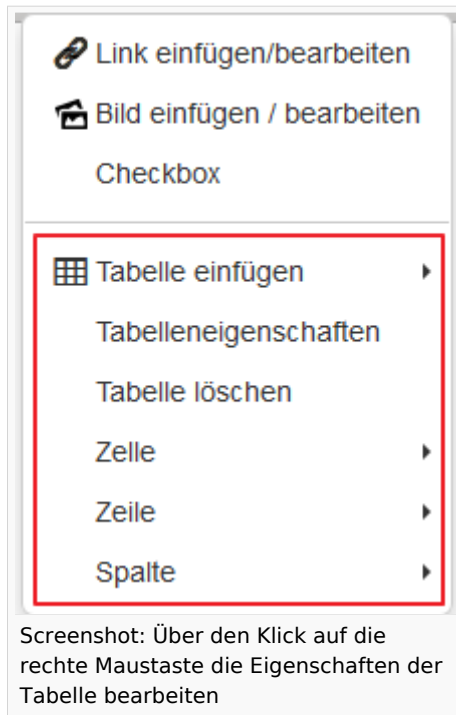 Link einfügen/bearbeiten
Bild einfügen / bearbeiten
Checkbox
Tabelle einfügen
Tabelleneigenschaften
Tabelle löschen
Zelle
Zeile
Spalte
Screenshot: Über den Klick auf die
rechte Maustaste die Eigenschaften der
Tabelle bearbeiten